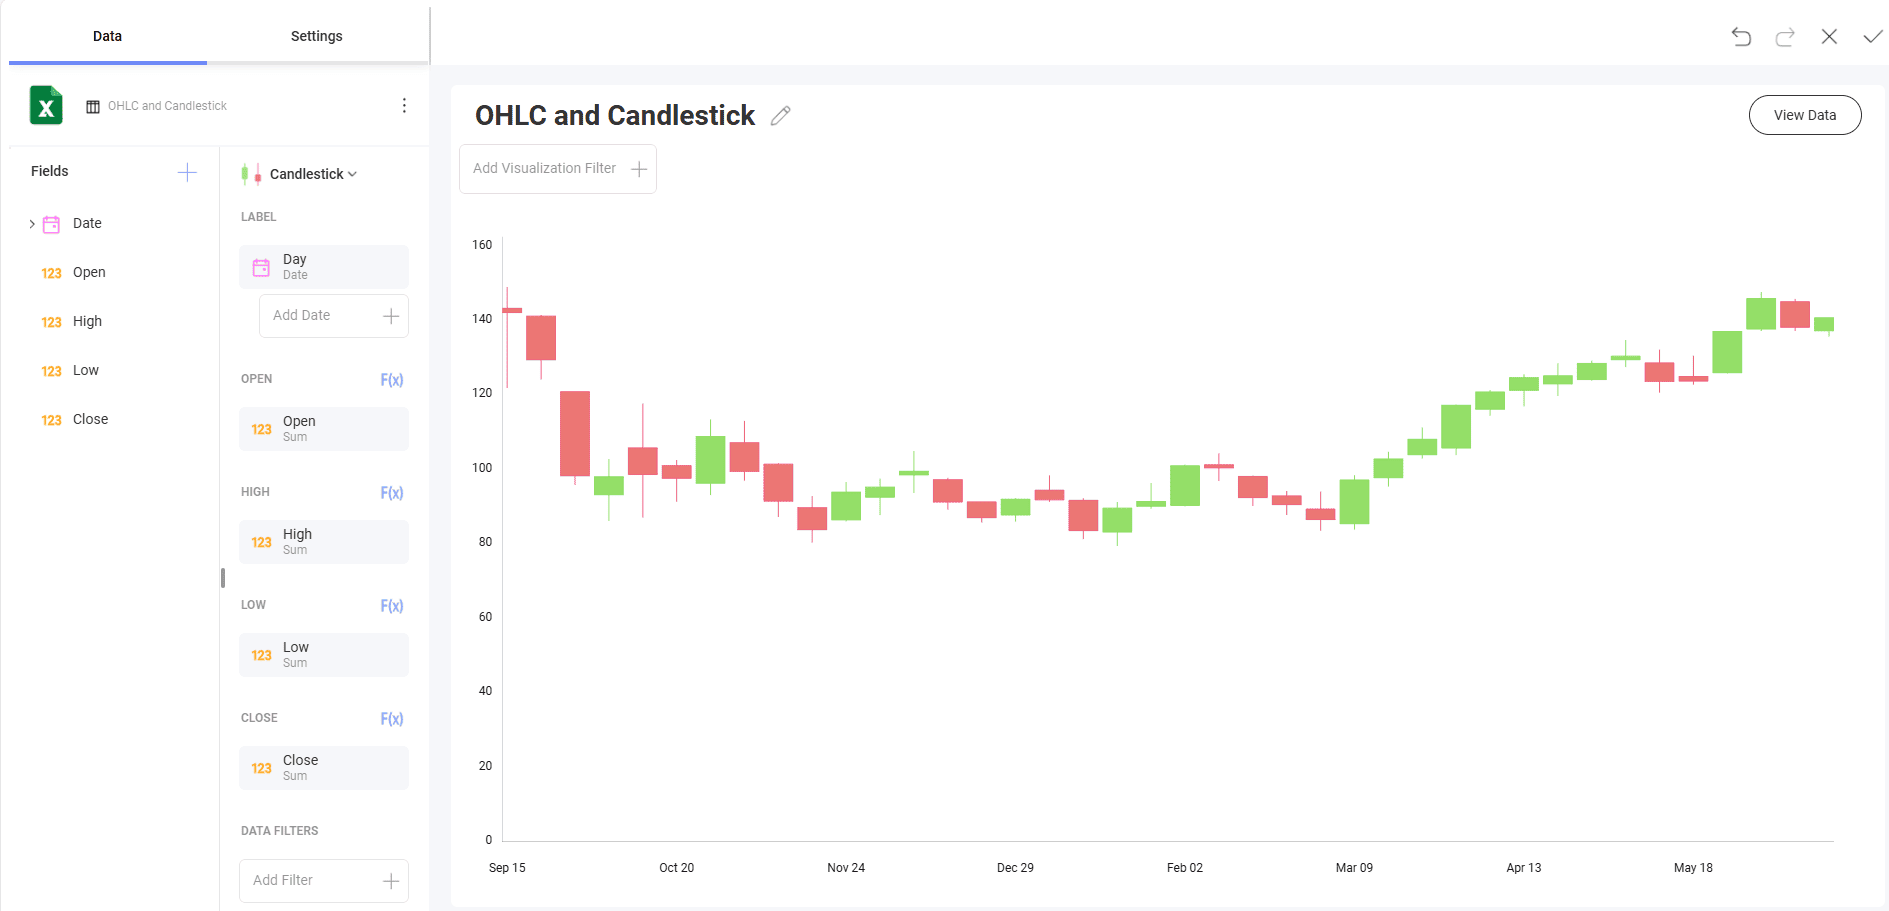 Data
Settings
OHLC and Candlestick
Fields
Date
123 Open
123 High
123 Low
123 Close
Candlestick
LABEL
Day
Date
Add Date
OPEN F(x)
123 Open
Sum
HIGH F(x)
123 High
Sum
LOW F(x)
123 Low
Sum
CLOSE F(x)
123 Close
Sum
DATA FILTERS
Add Filter
OHLC and Candlestick
View Data
Add Visualization Filter
160
140
120
100
80
60
40
20
0
Sep 15 Oct 20 Nov 24 Dec 29 Feb 02 Mar 09 Apr 13 May 18